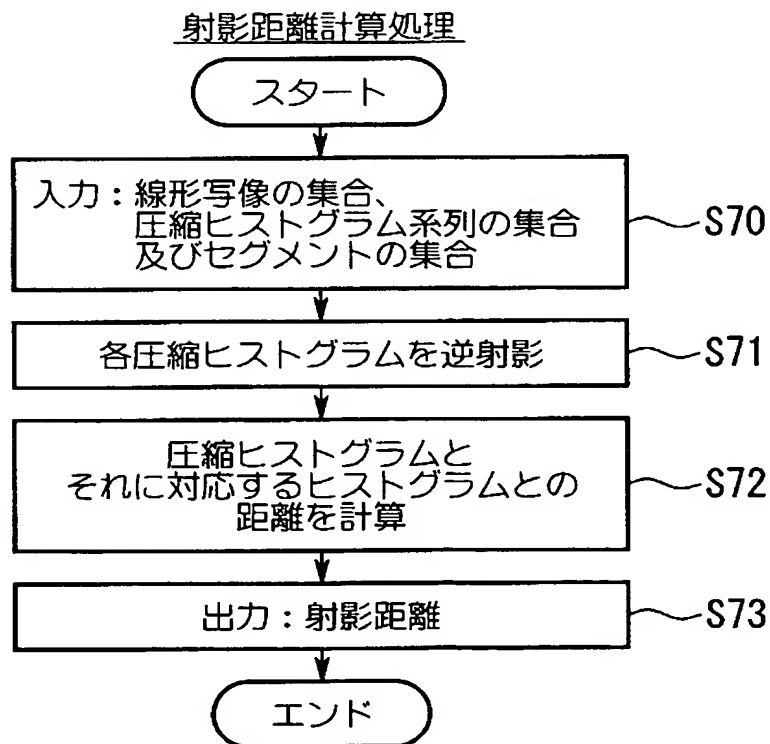 射影距離計算処理
スタート
入力：線形写像の集合、
圧縮ヒストグラム系列の集合
及びセグメントの集合
S70
各圧縮ヒストグラムを逆射影
S71
圧縮ヒストグラムと
それに対応するヒストグラムとの
距離を計算
S72
出力：射影距離
S73
エンド